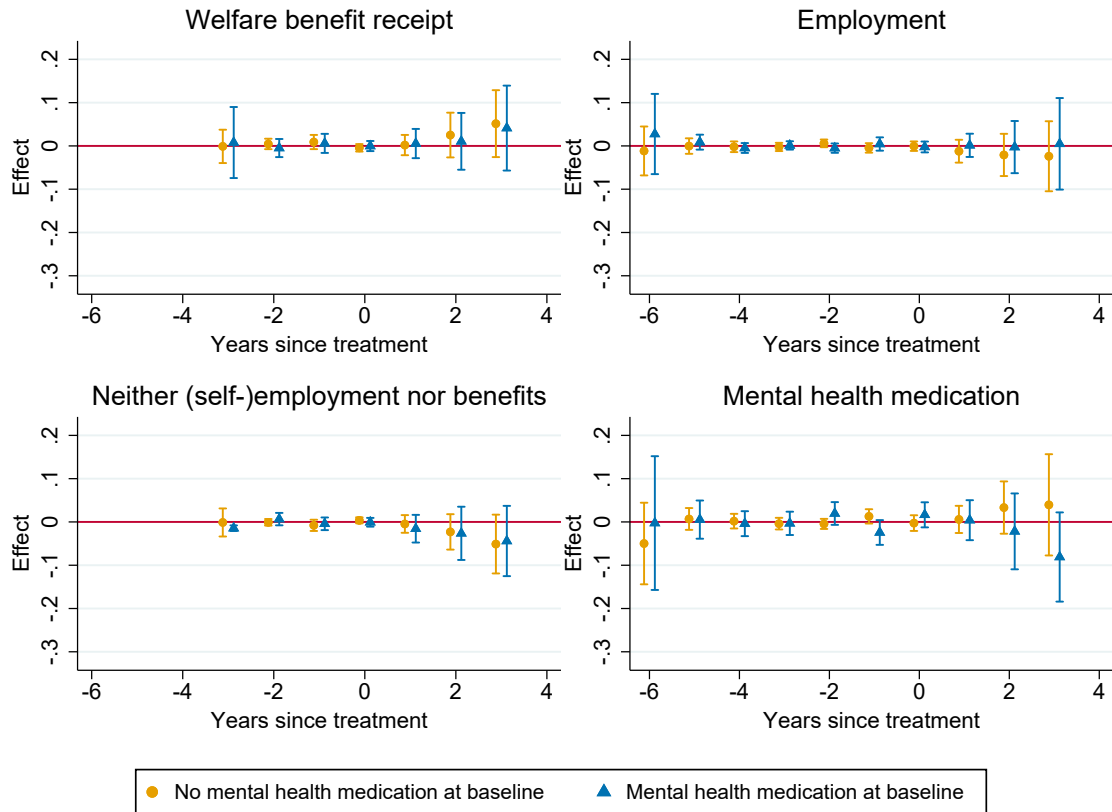 Welfare benefit receipt
Effect
.2
.1
0
-.1
-.2
-.3
-6 -4 -2 0 2 4
Years since treatment
Employment
Effect
.2
.1
0
-.1
-.2
-.3
-6 -4 -2 0 2 4
Years since treatment
Neither (self-)employment nor benefits
Effect
.2
.1
0
-.1
-.2
-.3
-6 -4 -2 0 2 4
Years since treatment
Mental health medication
Effect
.2
.1
0
-.1
-.2
-.3
-6 -4 -2 0 2 4
Years since treatment
No mental health medication at baseline Mental health medication at baseline